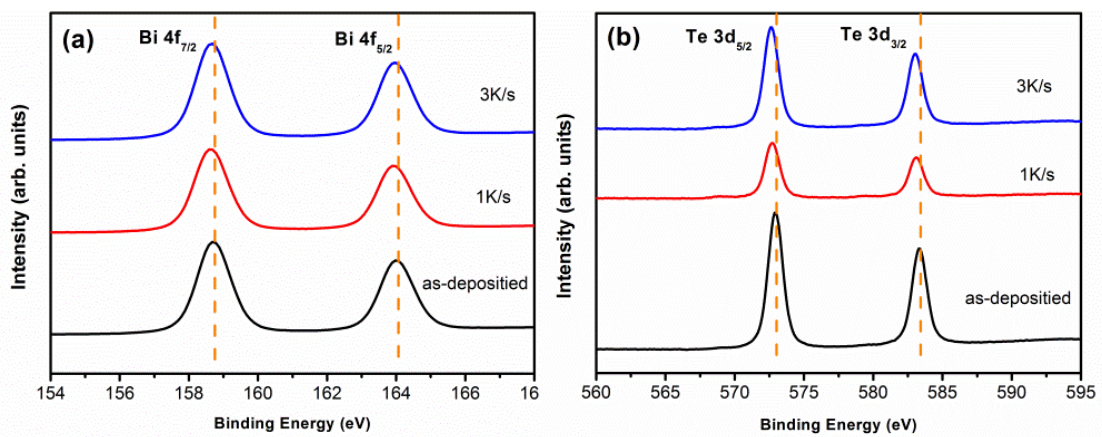 (a)
Bi 4f7/2
Bi 4f5/2
3K/s
1K/s
as-depositied
Intensity (arb. units)
154 156 158 160 162 164 166 16
Binding Energy (eV)
(b)
Te 3d5/2
Te 3d3/2
3K/s
1K/s
as-depositied
Intensity (arb. units)
560 565 570 575 580 585 590 595
Binding Energy (eV)